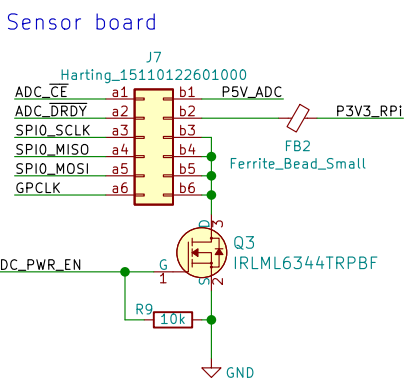 Sensor board
J7
Harting_15110122601000
ADC_CE a1 b1 P5V_ADC
ADC_DRDY a2 b2 P3V3_RPi
SPI0_SCLK a3 b3
SPI0_MISO a4 b4
SPI0_MOSI a5 b5
GPCLK a6 b6
FB2
Ferrite_Bead_Small
D 3
Q3
IRLML6344TRPBF
DC_PWR_EN G 1
S 2
R9
10k
GND